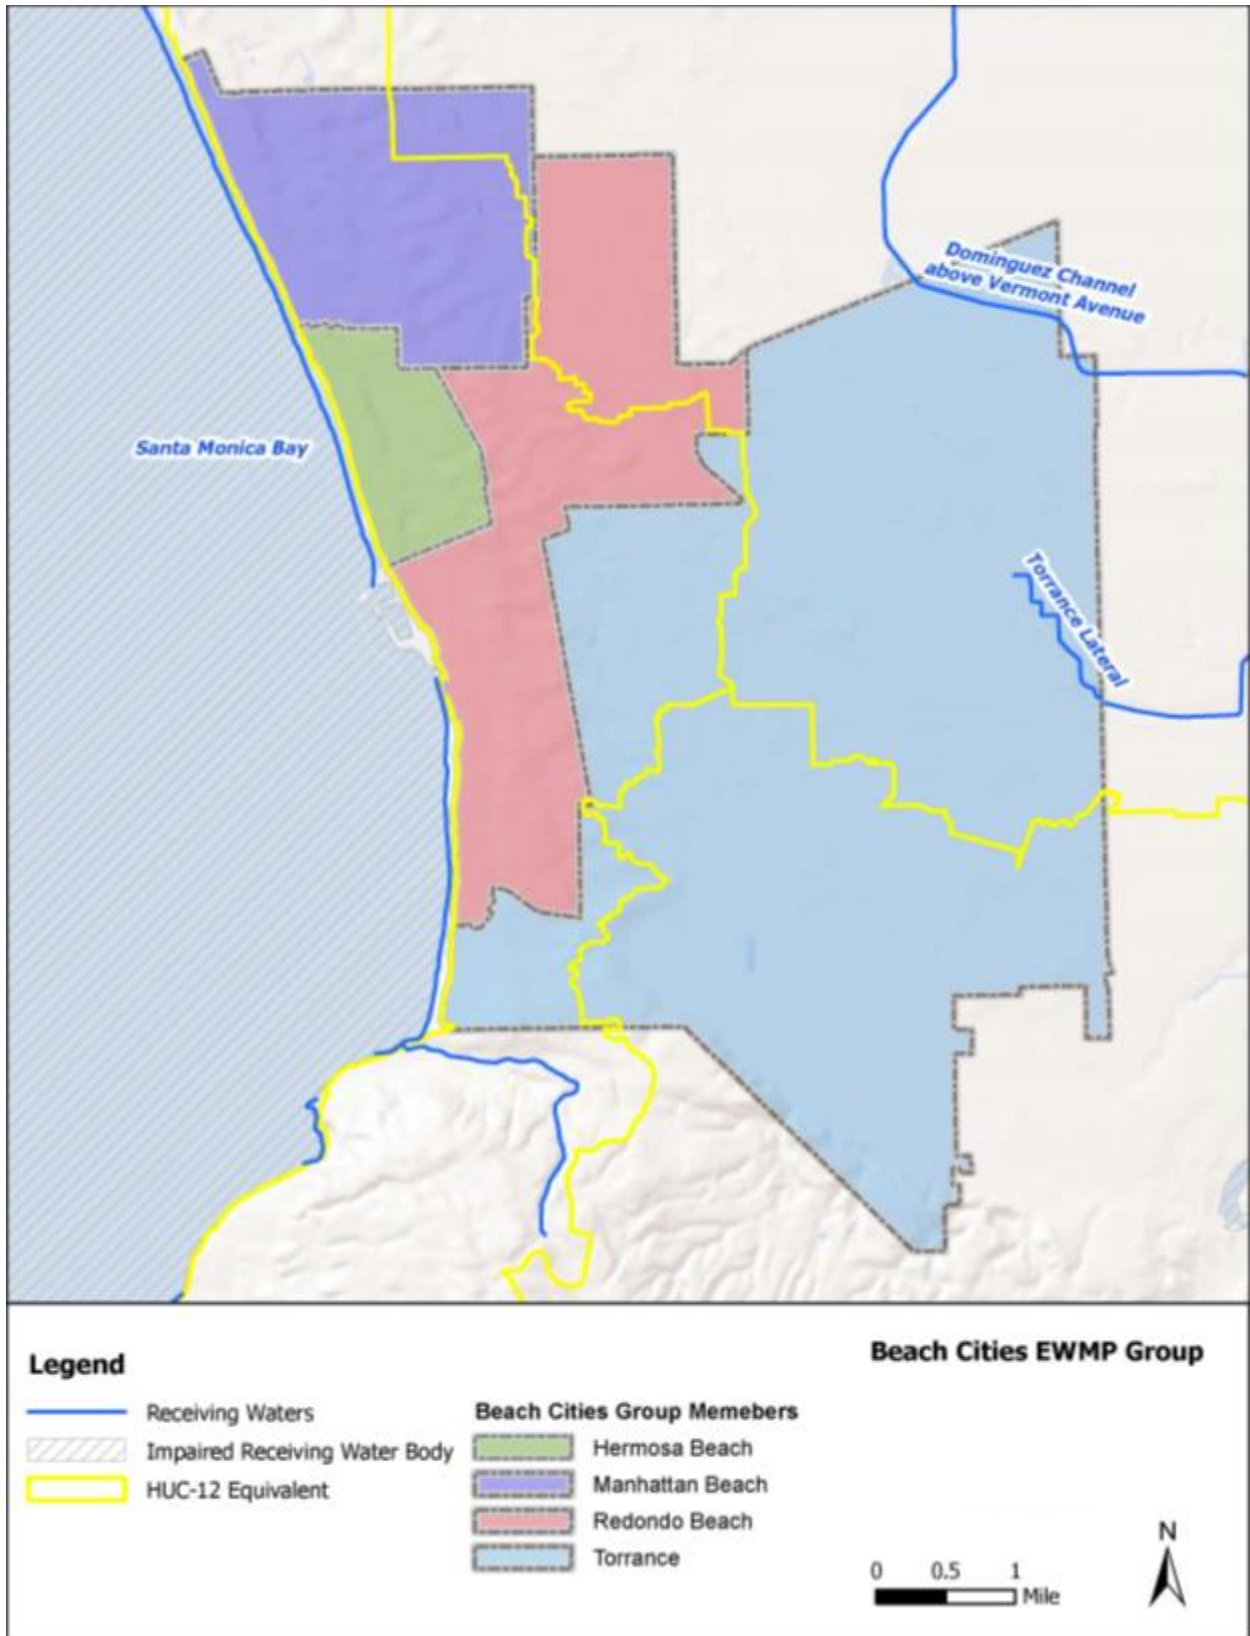 Dominguez Channel
above Vermont Avenue
Santa Monica Bay
Torrance Lateral
Beach Cities EWMP Group
Legend
Receiving Waters
Impaired Receiving Water Body
HUC-12 Equivalent
Beach Cities Group Memebers
Hermosa Beach
Manhattan Beach
Redondo Beach
Torrance
0 0.5 1
Mile
N